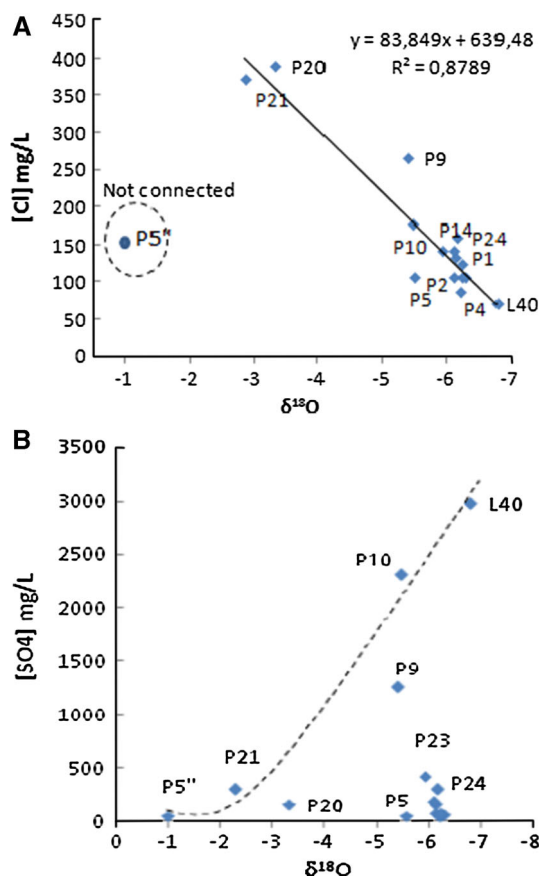 A
y = 83,849x + 639,48
R² = 0,8789
[Cl] mg/L
450
400
350
300
250
200
150
100
50
0
P20
P21
P9
Not connected
P5"
P14
P24
P10
P1
P2
P5
P4
L40
-1 -2 -3 -4 -5 -6 -7
δ¹⁸O
B
[SO4] mg/L
3500
3000
2500
2000
1500
1000
500
0
L40
P10
P9
P23
P21
P24
P5"
P20
P5
0 -1 -2 -3 -4 -5 -6 -7 -8
δ¹⁸O